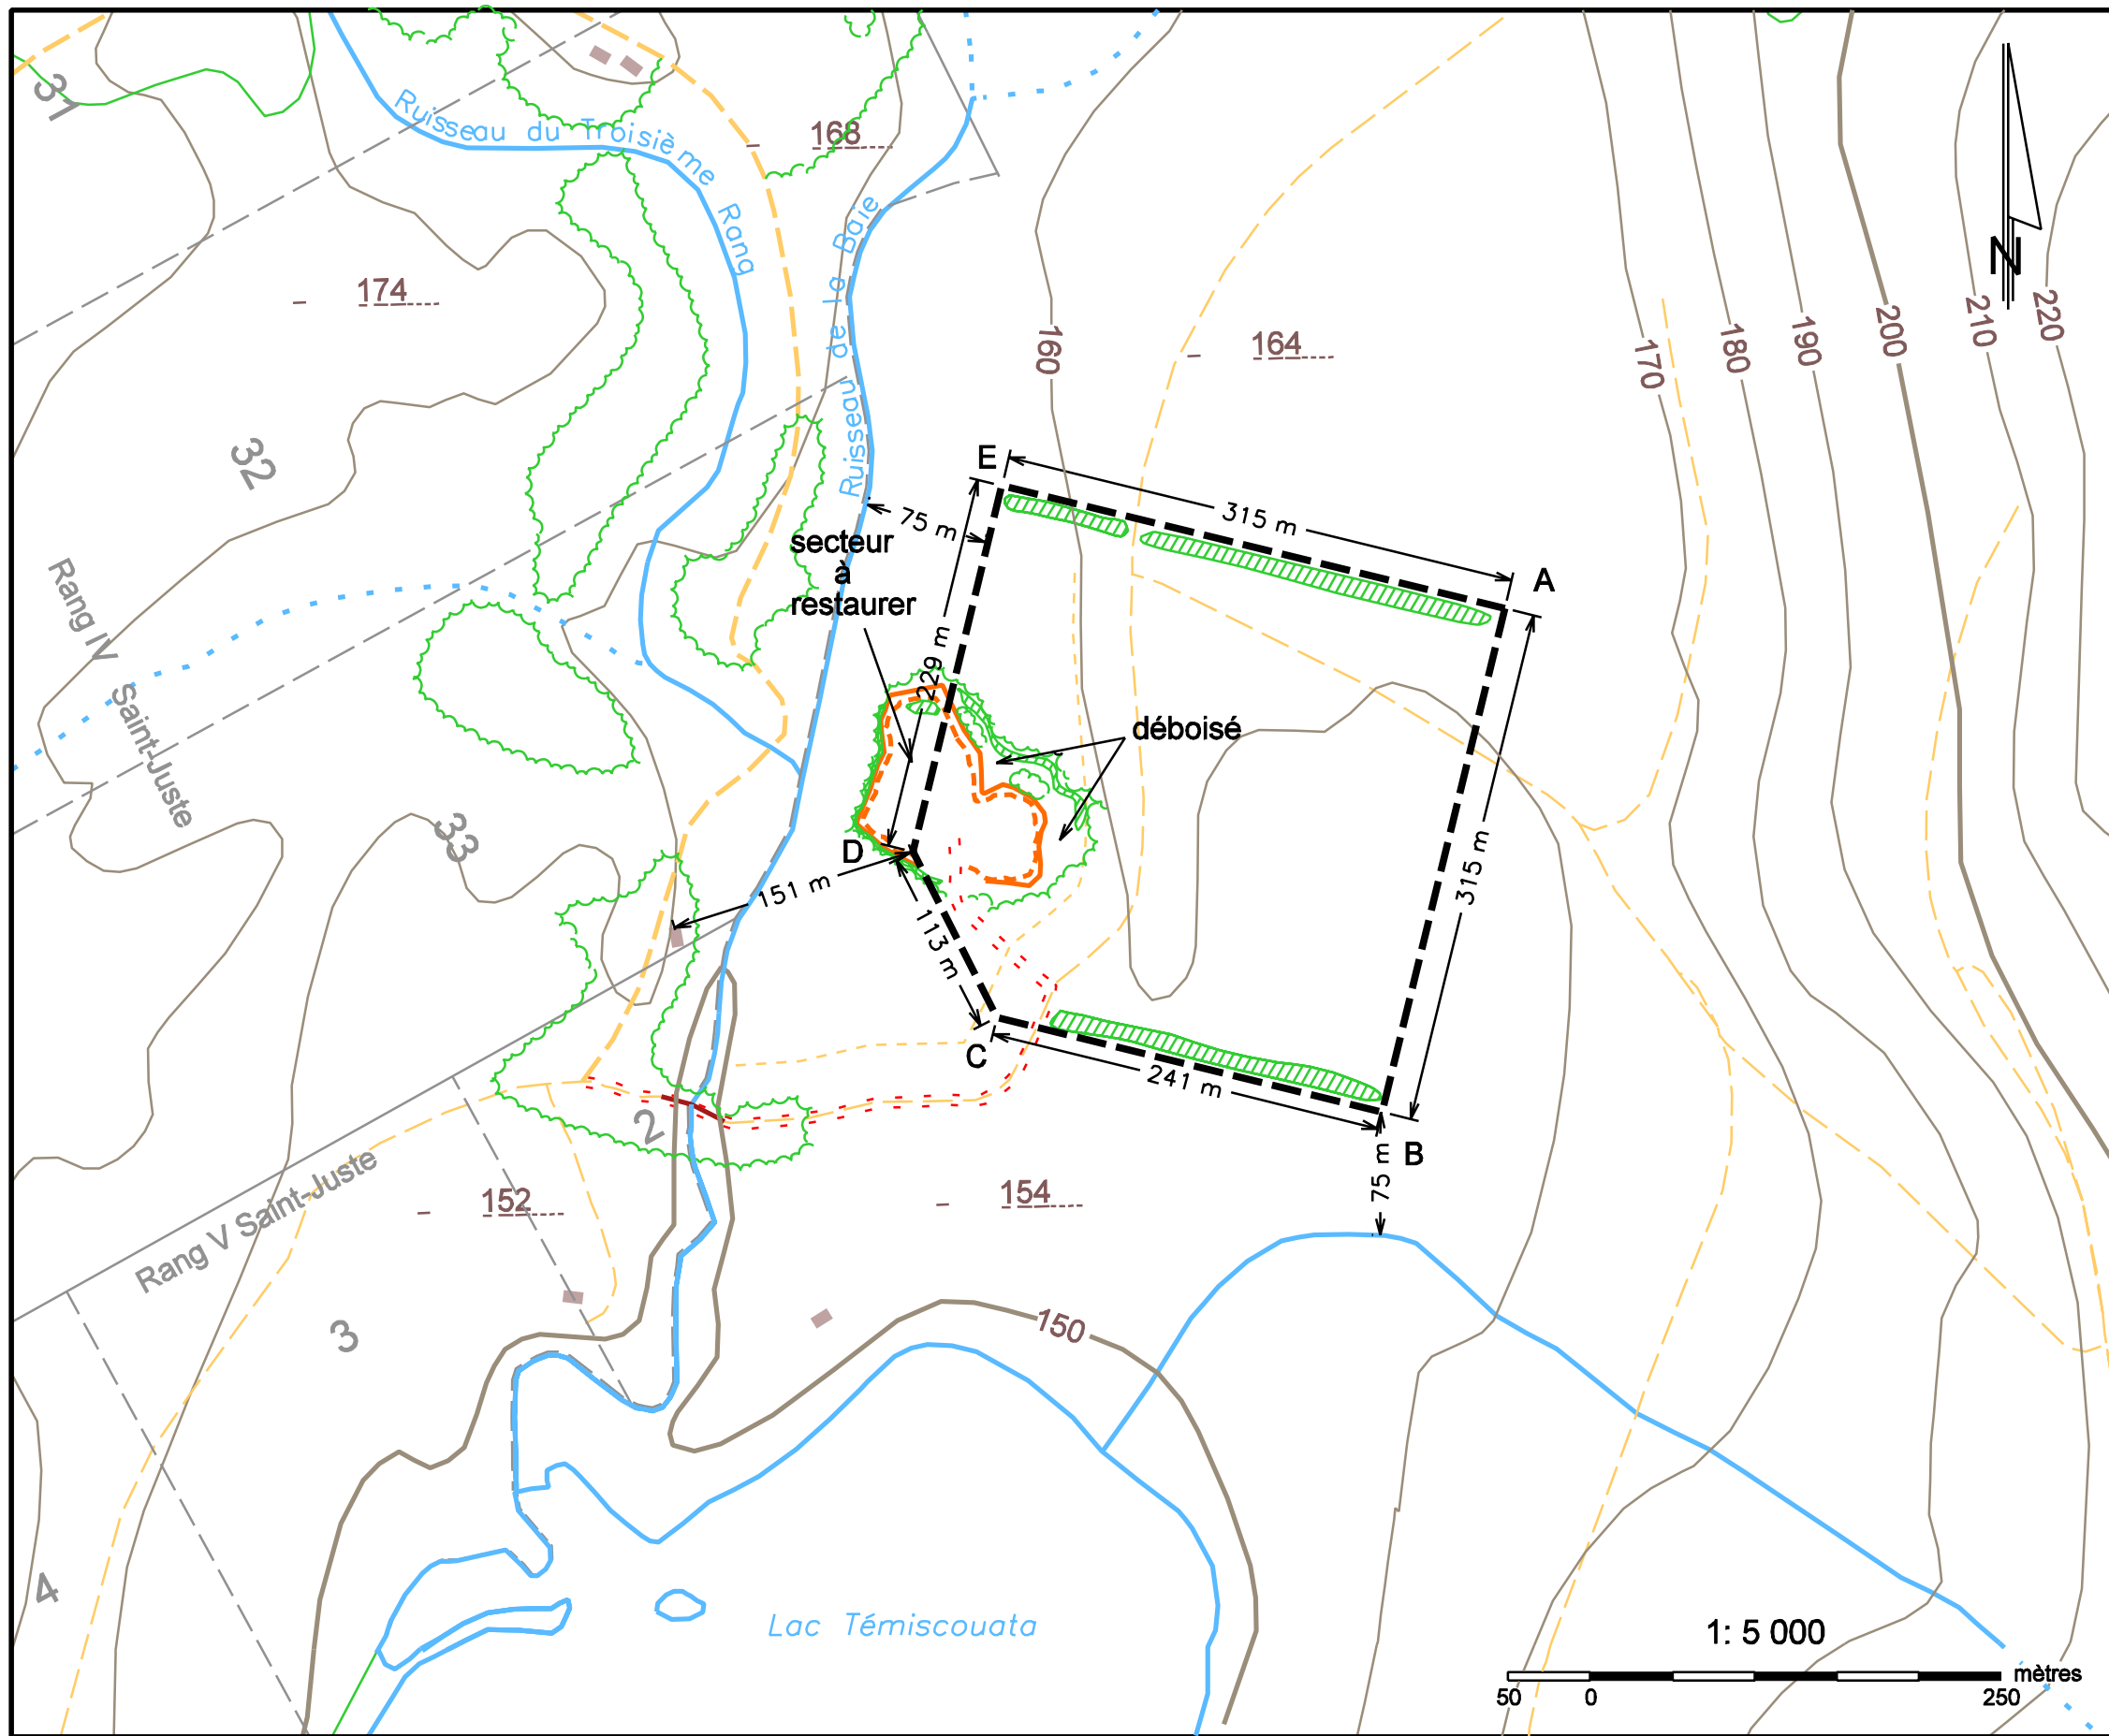 31
Ruisseau du Troisième Rang
168
Ruisseau de la Baie
N
174
160
164
170
180
190
200
210
220
32
E
315 m
75 m
A
secteur
à
restaurer
229 m
Rang IV
Saint-Juste
déboisé
33
D
151 m
315 m
113 m
C
241 m
2
75 m
B
Rang V Saint-Juste
152
154
3
150
4
Lac Témiscouata
1: 5 000
mètres
50 0 250